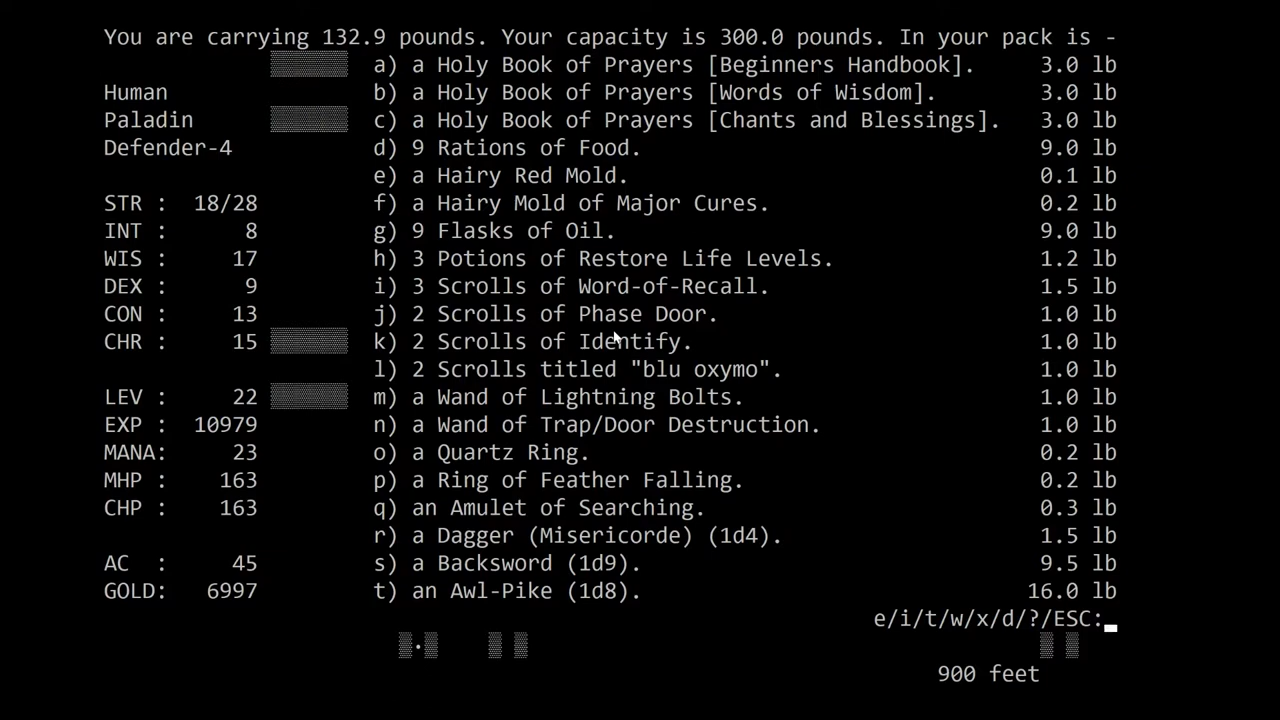 You are carrying 132.9 pounds. Your capacity is 300.0 pounds. In your pack is -
a) a Holy Book of Prayers [Beginners Handbook]. 3.0 lb
Human b) a Holy Book of Prayers [Words of Wisdom]. 3.0 lb
Paladin c) a Holy Book of Prayers [Chants and Blessings]. 3.0 lb
Defender-4 d) 9 Rations of Food. 9.0 lb
e) a Hairy Red Mold. 0.1 lb
STR : 18/28 f) a Hairy Mold of Major Cures. 0.2 lb
INT : 8 g) 9 Flasks of Oil. 9.0 lb
WIS : 17 h) 3 Potions of Restore Life Levels. 1.2 lb
DEX : 9 i) 3 Scrolls of Word-of-Recall. 1.5 lb
CON : 13 j) 2 Scrolls of Phase Door. 1.0 lb
CHR : 15 k) 2 Scrolls of Identify. 1.0 lb
l) 2 Scrolls titled "blu oxymo". 1.0 lb
LEV : 22 m) a Wand of Lightning Bolts. 1.0 lb
EXP : 10979 n) a Wand of Trap/Door Destruction. 1.0 lb
MANA: 23 o) a Quartz Ring. 0.2 lb
MHP : 163 p) a Ring of Feather Falling. 0.2 lb
CHP : 163 q) an Amulet of Searching. 0.3 lb
r) a Dagger (Misericorde) (1d4). 1.5 lb
AC : 45 s) a Backsword (1d9). 9.5 lb
GOLD: 6997 t) an Awl-Pike (1d8). 16.0 lb
e/i/t/w/x/d/?/ESC:
900 feet